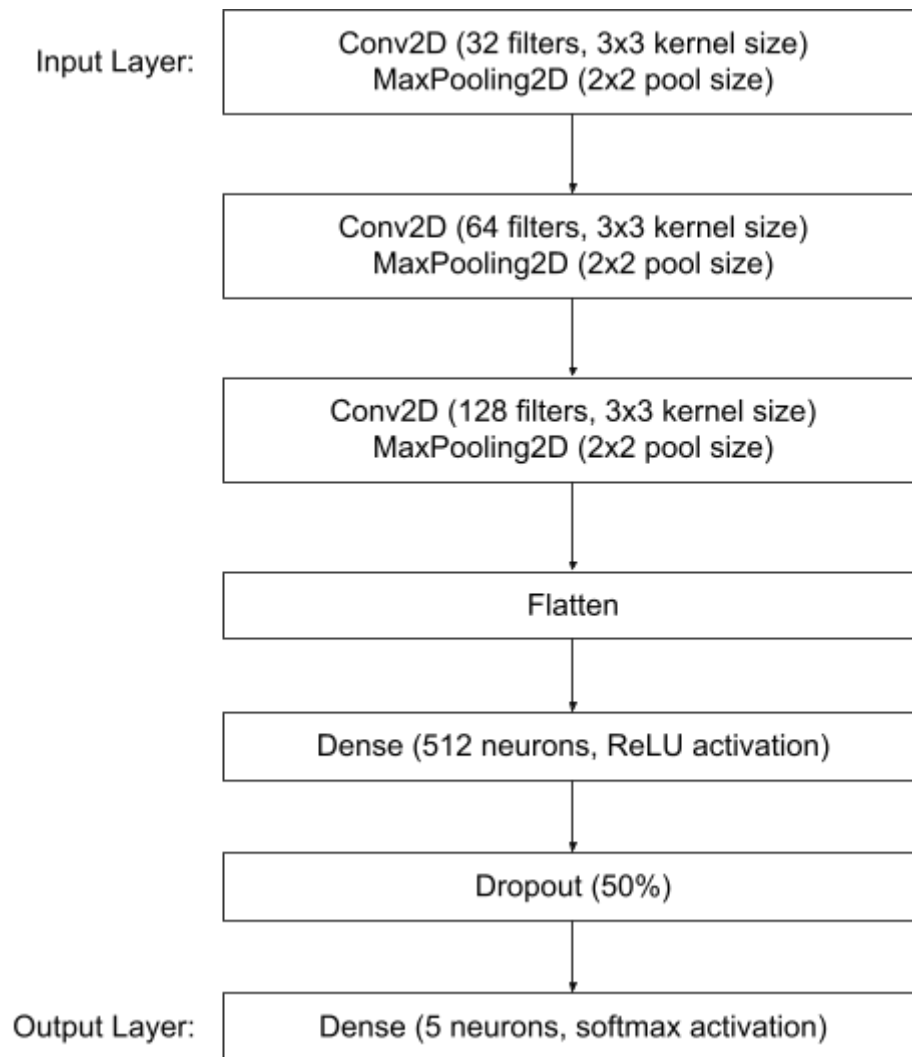 Input Layer:
Conv2D (32 filters, 3x3 kernel size)
MaxPooling2D (2x2 pool size)
Conv2D (64 filters, 3x3 kernel size)
MaxPooling2D (2x2 pool size)
Conv2D (128 filters, 3x3 kernel size)
MaxPooling2D (2x2 pool size)
Flatten
Dense (512 neurons, ReLU activation)
Dropout (50%)
Output Layer:
Dense (5 neurons, softmax activation)